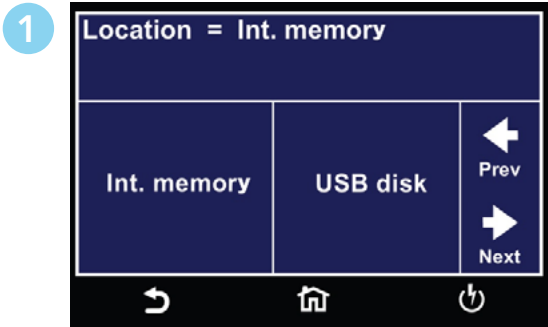 1
Location = Int. memory
Int. memory
USB disk
Prev
Next